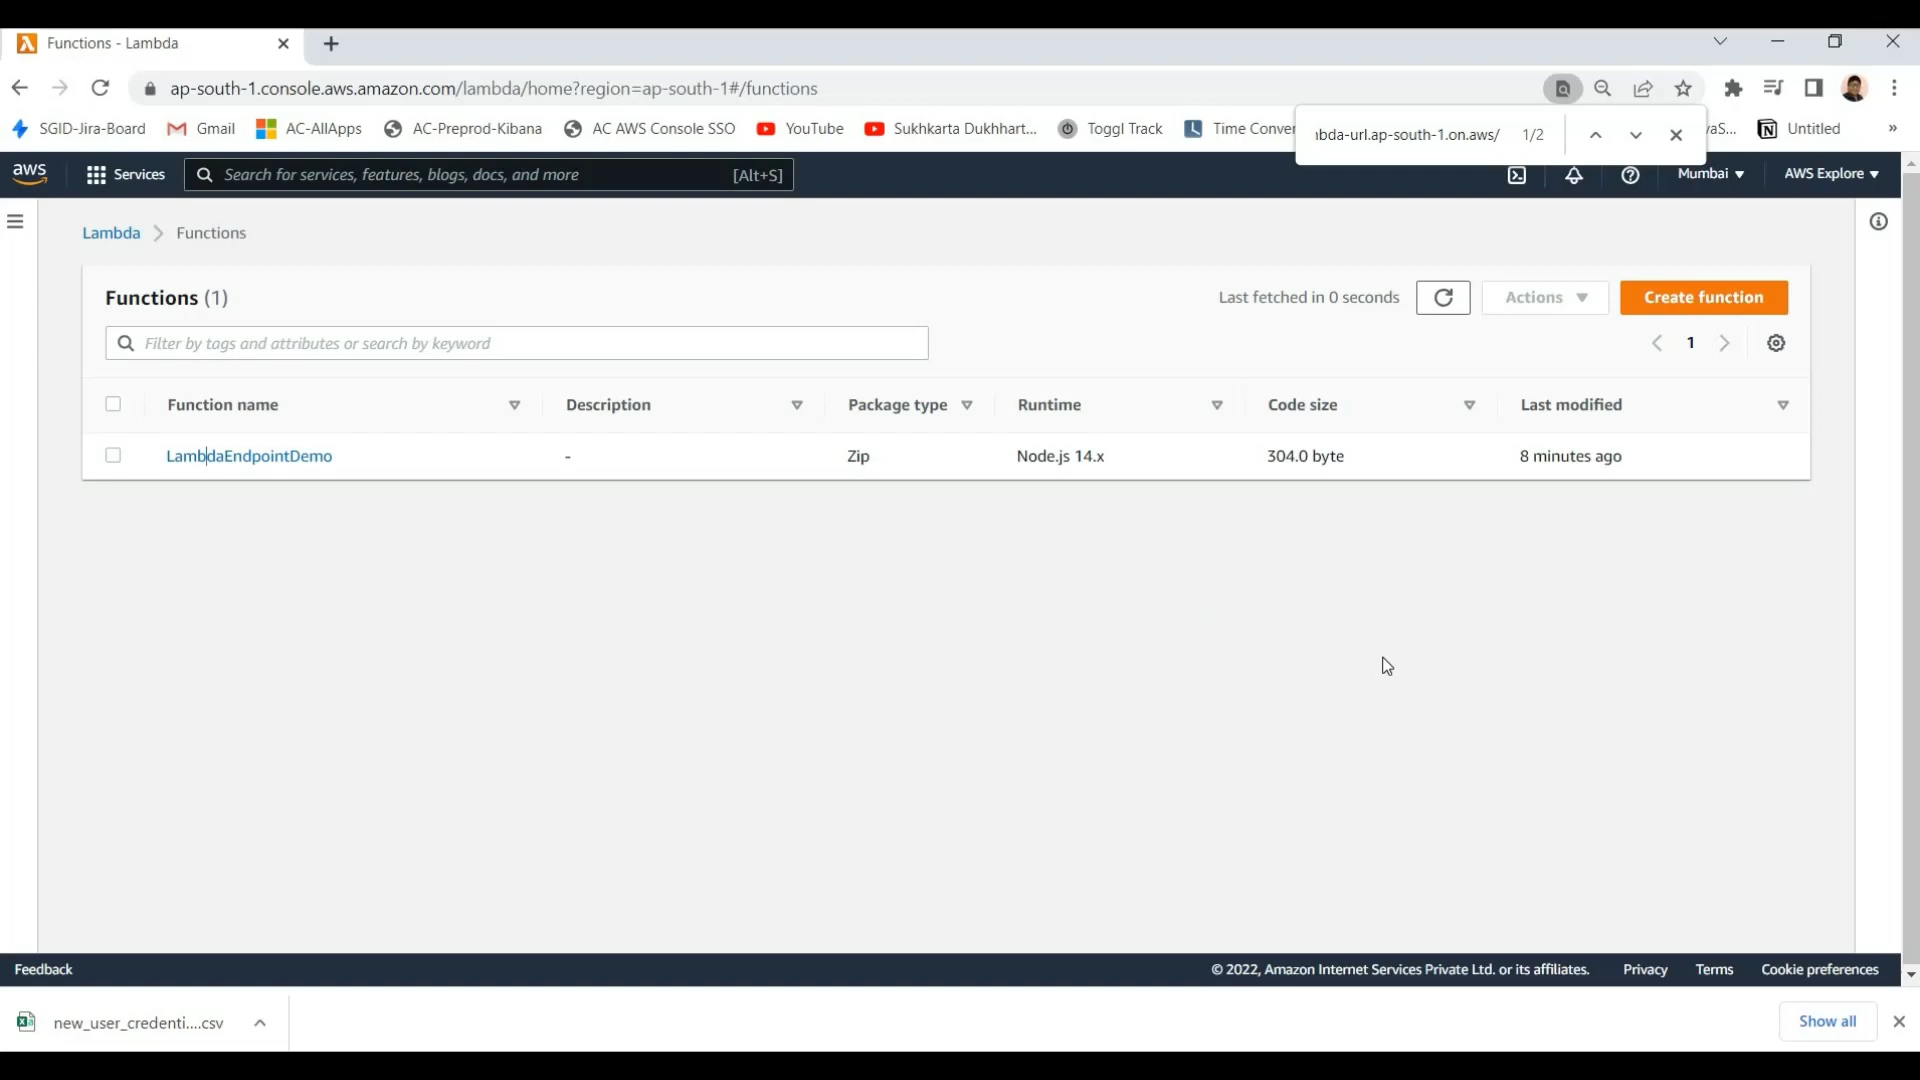 Functions - Lambda
ap-south-1.console.aws.amazon.com/lambda/home?region=ap-south-1#/functions
SGID-Jira-Board Gmail AC-AllApps AC-Preprod-Kibana AC AWS Console SSO YouTube Sukhkarta Dukhhart... Toggl Track Time Conver vaS... Untitled »
bda-url.ap-south-1.on.aws/ 1/2
aws Services Search for services, features, blogs, docs, and more [Alt+S] Mumbai AWS Explore
Lambda Functions
Functions (1) Last fetched in 0 seconds Actions Create function
Filter by tags and attributes or search by keyword 1
Function name Description Package type Runtime Code size Last modified
LambdaEndpointDemo - Zip Node.js 14.x 304.0 byte 8 minutes ago
Feedback © 2022, Amazon Internet Services Private Ltd. or its affiliates. Privacy Terms Cookie preferences
new_user_credenti....csv Show all